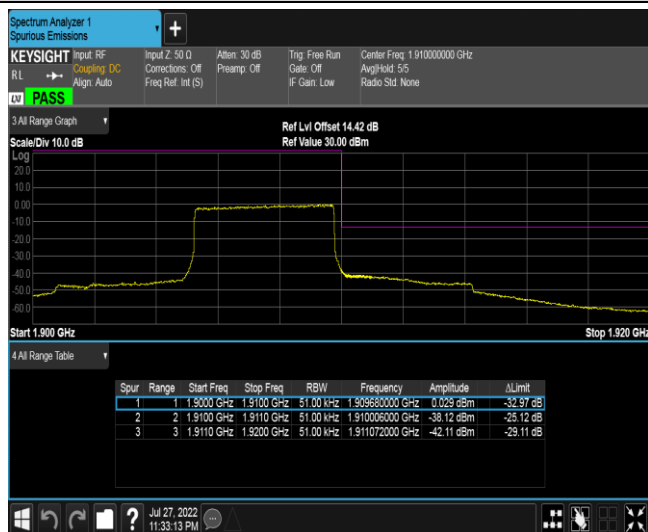 Spectrum Analyzer 1
Spurious Emissions
+
KEYSIGHT Input: RF Input Z: 50 Ω Atten: 30 dB Trig: Free Run Center Freq: 1.910000000 GHz
RL Coupling: DC Corrections: Off Preamp: Off Gate: Off Avg|Hold: 5/5
Align: Auto Freq Ref: Int (S) IF Gain: Low Radio Std: None
LXI PASS
3 All Range Graph
Ref Lvl Offset 14.42 dB
Scale/Div 10.0 dB Ref Value 30.00 dBm
Log
20.0
10.0
0.00
-10.0
-20.0
-30.0
-40.0
-50.0
-60.0
Start 1.900 GHz Stop 1.920 GHz
4 All Range Table
Spur Range Start Freq Stop Freq RBW Frequency Amplitude ΔLimit
1 1 1.9000 GHz 1.9100 GHz 51.00 kHz 1.909680000 GHz 0.029 dBm -32.97 dB
2 2 1.9100 GHz 1.9110 GHz 51.00 kHz 1.910006000 GHz -38.12 dBm -25.12 dB
3 3 1.9110 GHz 1.9200 GHz 51.00 kHz 1.911072000 GHz -42.11 dBm -29.11 dB
? Jul 27, 2022
11:33:13 PM